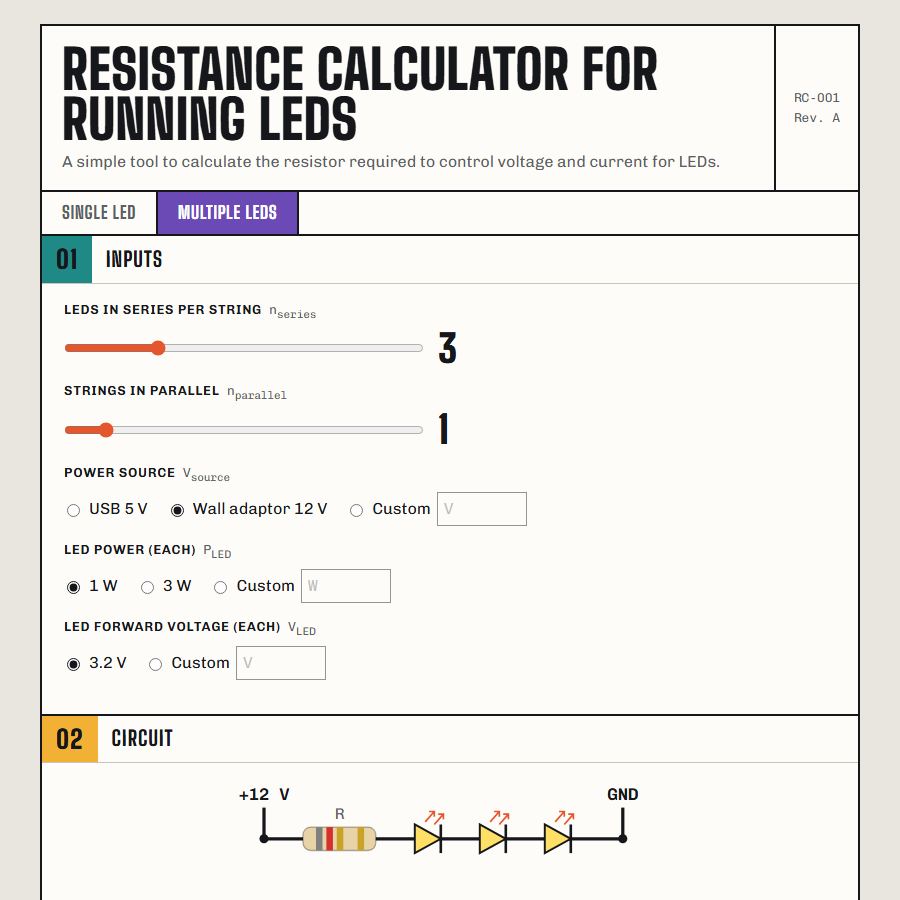 RESISTANCE CALCULATOR FOR
RUNNING LEDS
A simple tool to calculate the resistor required to control voltage and current for LEDs.
RC-001
Rev. A
SINGLE LED
MULTIPLE LEDS
01 INPUTS
LEDS IN SERIES PER STRING nseries
3
STRINGS IN PARALLEL nparallel
1
POWER SOURCE Vsource
USB 5 V Wall adaptor 12 V Custom V
LED POWER (EACH) PLED
1 W 3 W Custom W
LED FORWARD VOLTAGE (EACH) VLED
3.2 V Custom V
02 CIRCUIT
+12 V GND
R